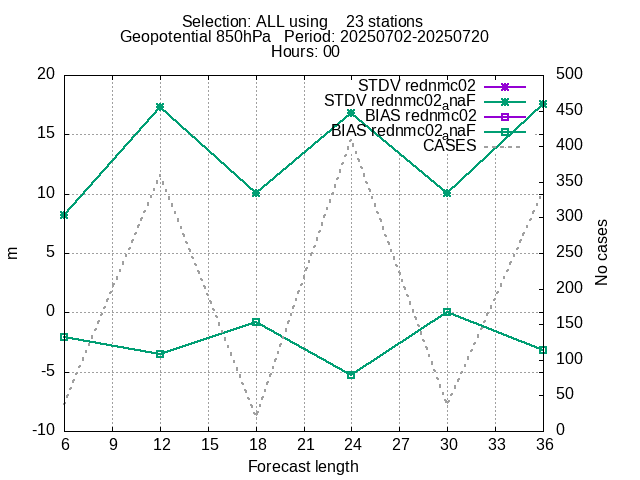 Selection: ALL using    23 stations
Geopotential 850hPa   Period: 20250702-20250720
Hours: 00
STDV rednmc02
STDV rednmc02_anaF
BIAS rednmc02
BIAS rednmc02_anaF
CASES
20
15
10
5
0
-5
-10
m
500
450
400
350
300
250
200
150
100
50
0
No cases
6 9 12 15 18 21 24 27 30 33 36
Forecast length